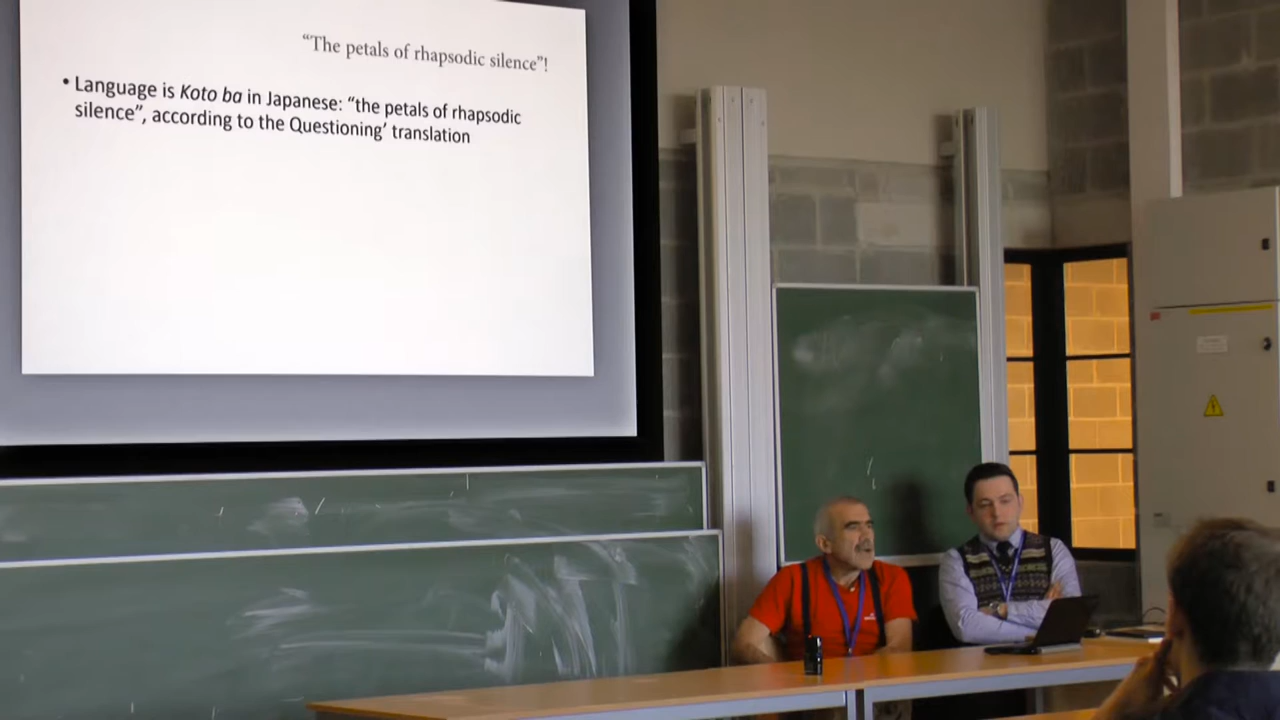 “The petals of rhapsodic silence”!
• Language is Koto ba in Japanese: “the petals of rhapsodic
silence”, according to the Questioning’ translation